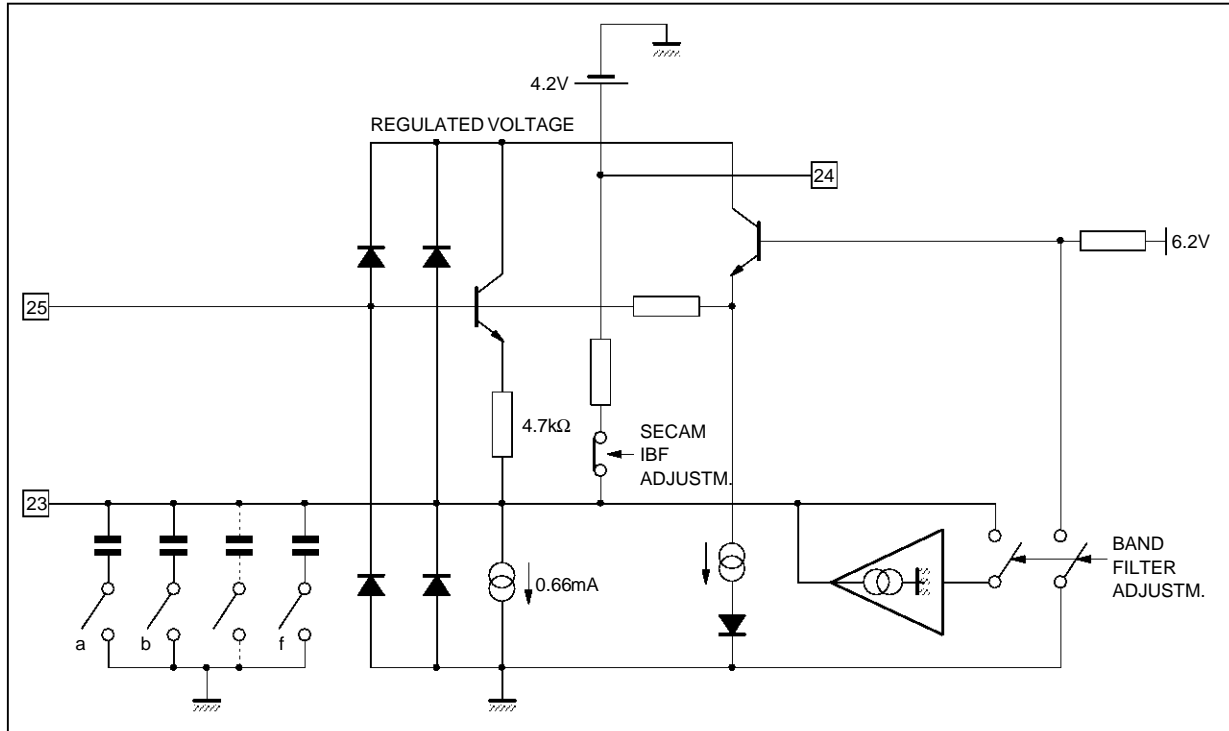 4.2V
REGULATED VOLTAGE
24
6.2V
25
4.7kΩ
SECAM
IBF
ADJUSTM.
23
0.66mA
BAND
FILTER
ADJUSTM.
a
b
f